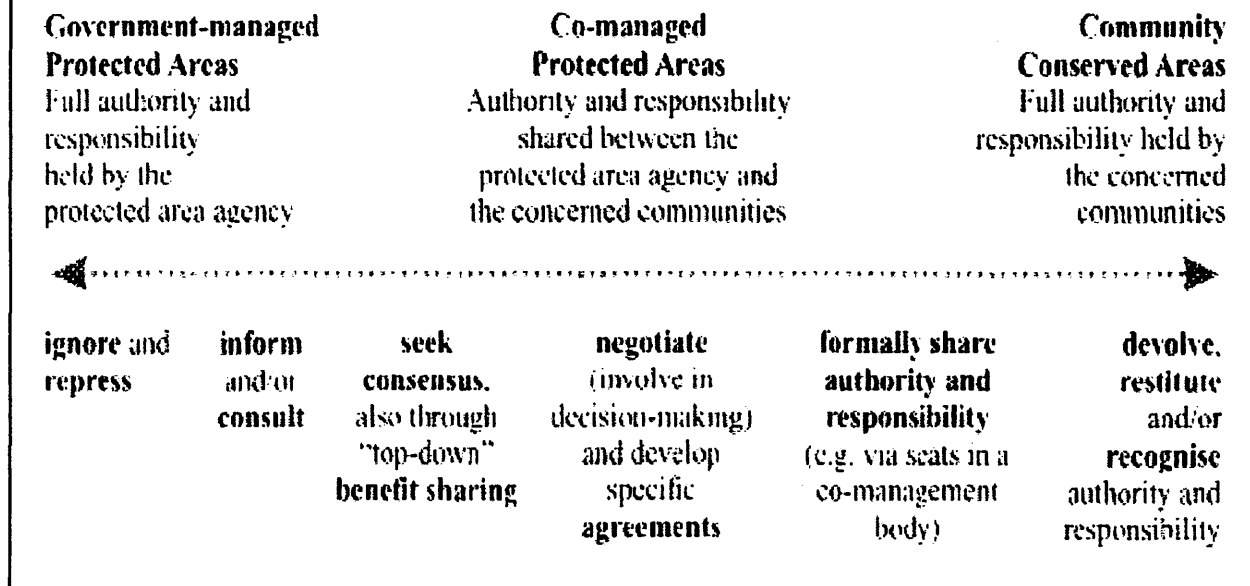 Government-managed
Protected Areas
Full authority and
responsibility
held by the
protected area agency
Co-managed
Protected Areas
Authority and responsibility
shared between the
protected area agency and
the concerned communities
Community
Conserved Areas
Full authority and
responsibility held by
the concerned
communities
ignore and
repress
inform
and/or
consult
seek
consensus,
also through
"top-down"
benefit sharing
negotiate
(involve in
decision-making)
and develop
specific
agreements
formally share
authority and
responsibility
(e.g. via seats in a
co-management
body)
devolve,
restitute
and/or
recognise
authority and
responsibility